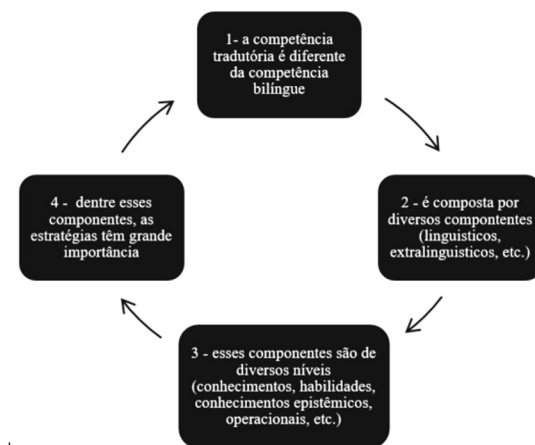 1- a competência
tradutória é diferente
da competência
bilíngue
2 - é composta por
diversos compontentes
(linguisticos,
extralinguisticos, etc.)
3 - esses componentes são de
diversos níveis
(conhecimentos, habilidades,
conhecimentos epistêmicos,
operacionais, etc.)
4 - dentre esses
componentes, as
estratégias têm grande
importância